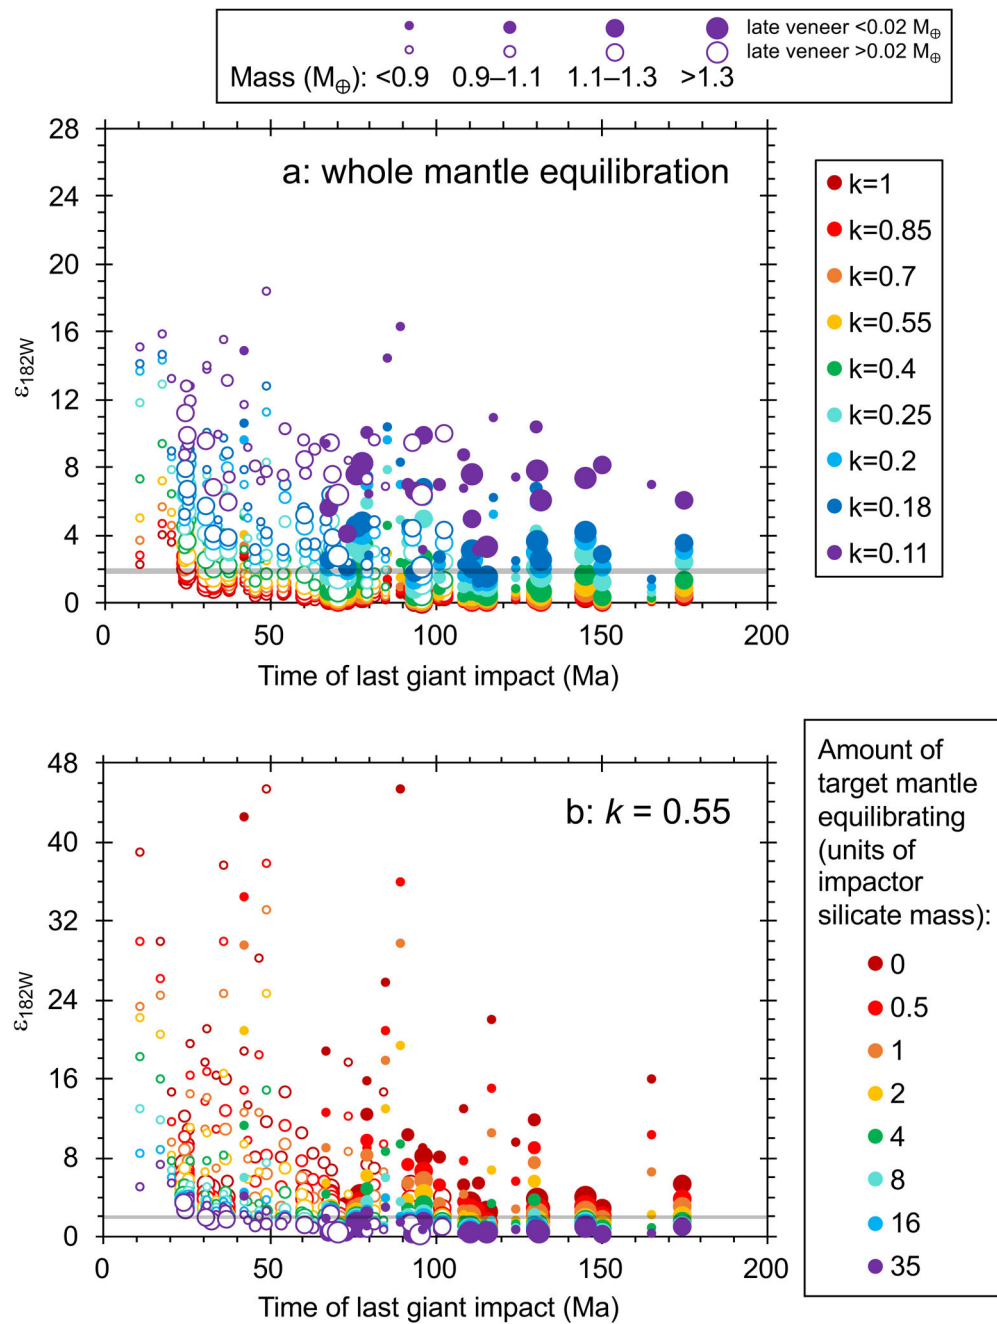 late veneer <0.02 M⊕
late veneer >0.02 M⊕
Mass (M⊕): <0.9 0.9–1.1 1.1–1.3 >1.3
28
24
20
16
12
8
4
0
ε182W
a: whole mantle equilibration
0 50 100 150 200
Time of last giant impact (Ma)
k=1
k=0.85
k=0.7
k=0.55
k=0.4
k=0.25
k=0.2
k=0.18
k=0.11
48
40
32
24
16
8
0
ε182W
b: k = 0.55
0 50 100 150 200
Time of last giant impact (Ma)
Amount of
target mantle
equilibrating
(units of
impactor
silicate mass):
0
0.5
1
2
4
8
16
35